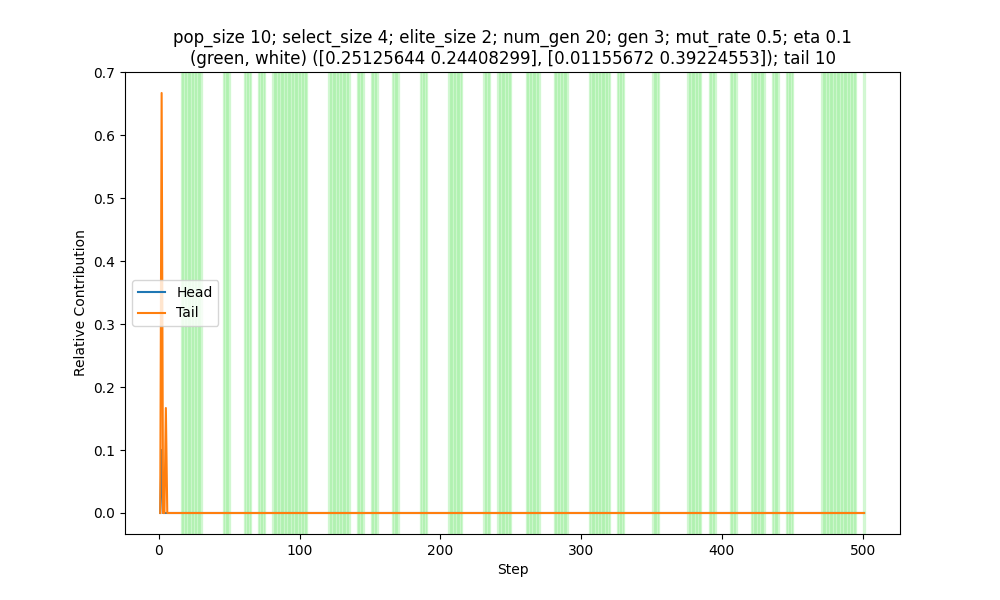 pop_size 10; select_size 4; elite_size 2; num_gen 20; gen 3; mut_rate 0.5; eta 0.1
(green, white) ([0.25125644 0.24408299], [0.01155672 0.39224553]); tail 10
0.7
0.6
0.5
0.4
0.3
0.2
0.1
0.0
Relative Contribution
Head
Tail
0
100
200
300
400
500
Step